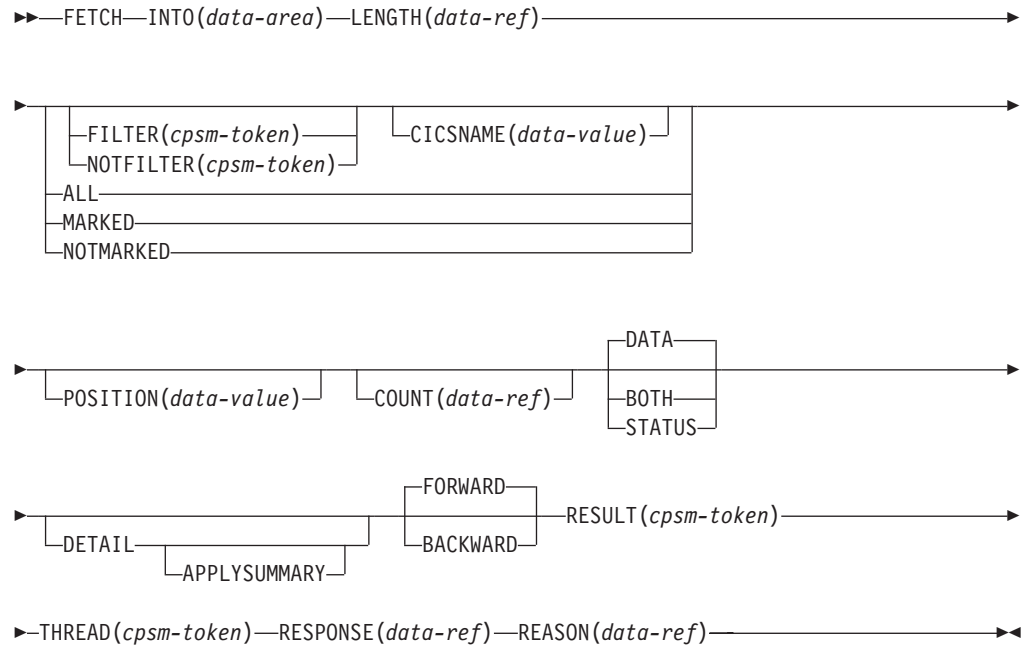 FETCH INTO(data-area) LENGTH(data-ref)
FILTER(cpsm-token) CICSNAME(data-value)
NOTFILTER(cpsm-token)
ALL
MARKED
NOTMARKED
DATA
POSITION(data-value) COUNT(data-ref) BOTH
STATUS
FORWARD
RESULT(cpsm-token)
DETAIL BACKWARD
APPLYSUMMARY
THREAD(cpsm-token) RESPONSE(data-ref) REASON(data-ref)